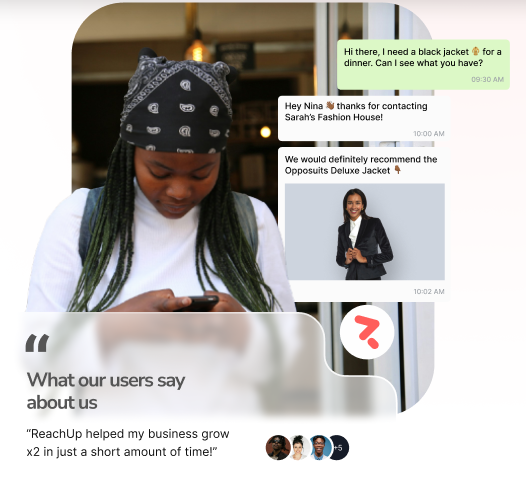 Hi there, I need a black jacket 🧥 for a
dinner. Can I see what you have?
09:30 AM
Hey Nina 👋🏾 thanks for contacting
Sarah's Fashion House!
10:00 AM
We would definitely recommend the
Opposuits Deluxe Jacket 👇🏾
10:02 AM
“
What our users say
about us
“ReachUp helped my business grow
x2 in just a short amount of time!”
+5